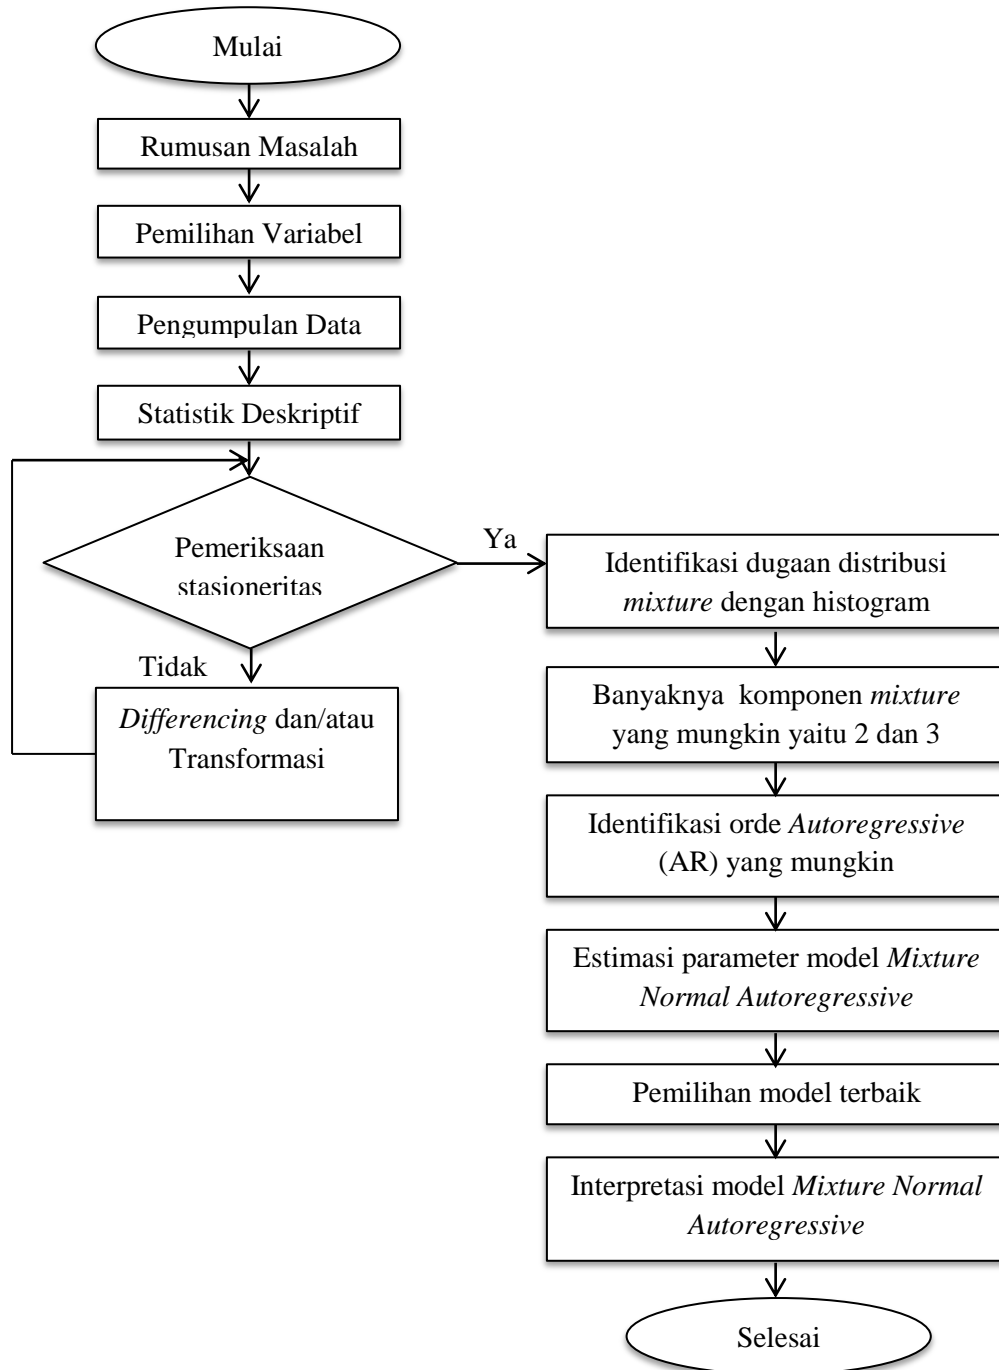 Mulai
Rumusan Masalah
Pemilihan Variabel
Pengumpulan Data
Statistik Deskriptif
Pemeriksaan
stasioneritas
Tidak
Differencing dan/atau
Transformasi
Ya
Identifikasi dugaan distribusi
mixture dengan histogram
Banyaknya komponen mixture
yang mungkin yaitu 2 dan 3
Identifikasi orde Autoregressive
(AR) yang mungkin
Estimasi parameter model Mixture
Normal Autoregressive
Pemilihan model terbaik
Interpretasi model Mixture Normal
Autoregressive
Selesai